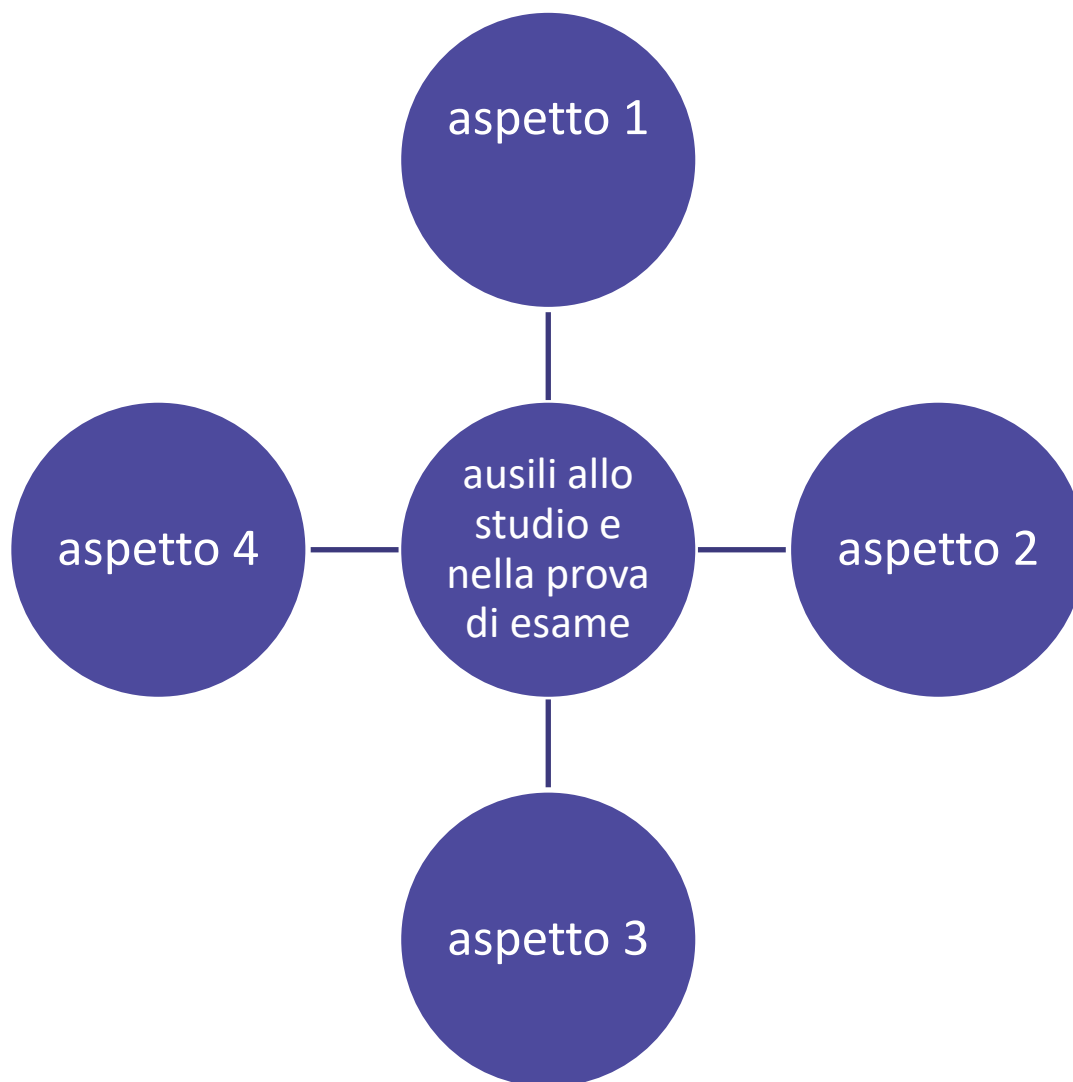 aspetto 1
aspetto 4
ausili allo
studio e
nella prova
di esame
aspetto 2
aspetto 3